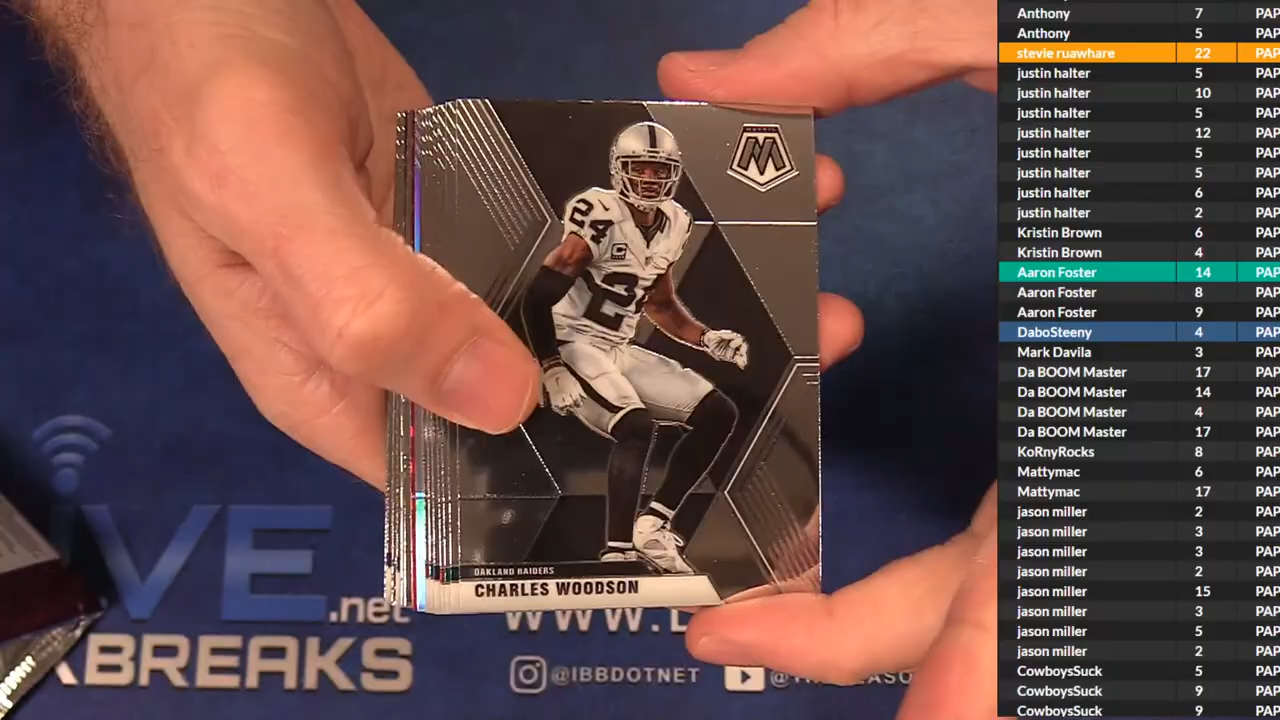 MOSAIC
M
24
C
24
OAKLAND RAIDERS
CHARLES WOODSON
IVE
.net
BREAKS
WWW.
@IBBDOTNET
Anthony 7 PAP
Anthony 5 PAP
stevie ruawhare 22 PAP
justin halter 5 PAP
justin halter 10 PAP
justin halter 5 PAP
justin halter 12 PAP
justin halter 5 PAP
justin halter 5 PAP
justin halter 6 PAP
justin halter 2 PAP
Kristin Brown 6 PAP
Kristin Brown 4 PAP
Aaron Foster 14 PAP
Aaron Foster 8 PAP
Aaron Foster 9 PAP
DaboSteeny 4 PAP
Mark Davila 3 PAP
Da BOOM Master 17 PAP
Da BOOM Master 14 PAP
Da BOOM Master 4 PAP
Da BOOM Master 17 PAP
KoRnyRocks 8 PAP
Mattymac 6 PAP
Mattymac 17 PAP
jason miller 2 PAP
jason miller 3 PAP
jason miller 3 PAP
jason miller 2 PAP
jason miller 15 PAP
jason miller 3 PAP
jason miller 5 PAP
jason miller 2 PAP
CowboysSuck 5 PAP
CowboysSuck 9 PAP
CowboysSuck 9 PAP